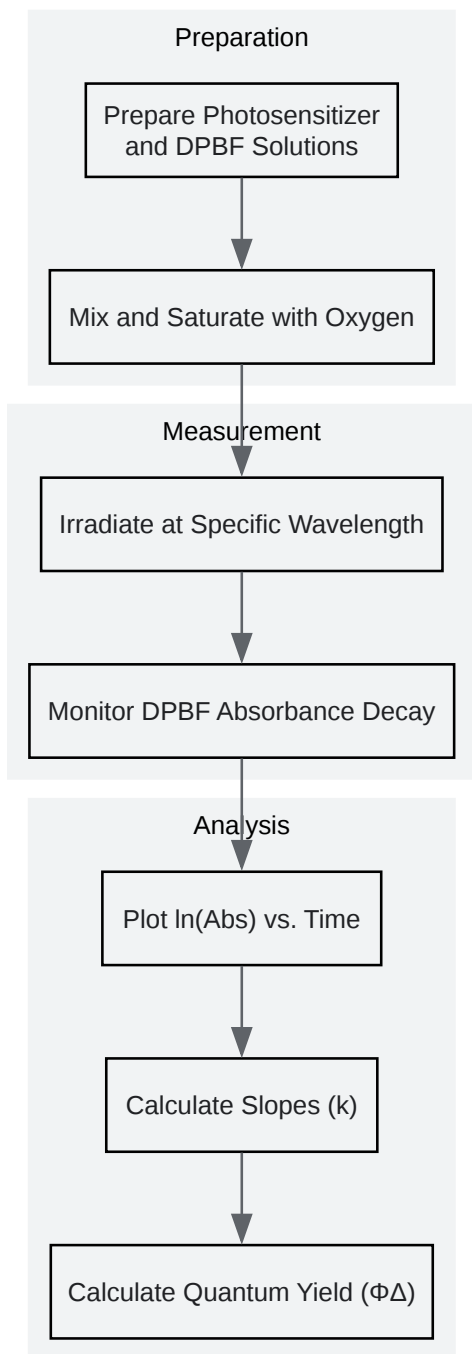 Preparation
Prepare Photosensitizer
and DPBF Solutions
Mix and Saturate with Oxygen
Measurement
Irradiate at Specific Wavelength
Monitor DPBF Absorbance Decay
Analysis
Plot ln(Abs) vs. Time
Calculate Slopes (k)
Calculate Quantum Yield (ΦΔ)